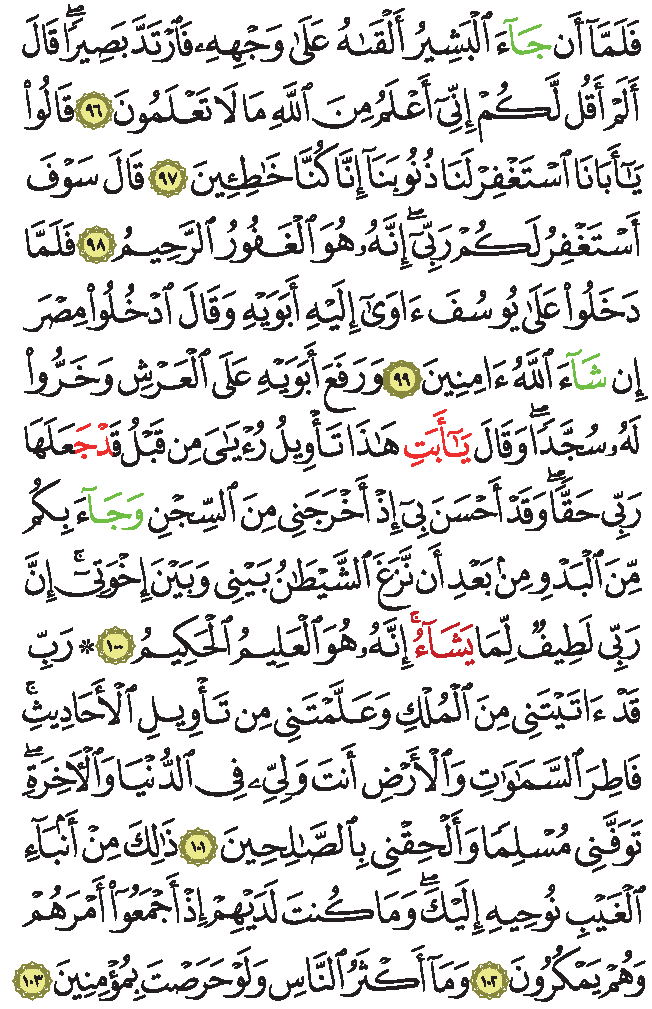 فَلَمَّآ أَن جَآءَ ٱلْبَشِيرُ أَلْقَىٰهُ عَلَىٰ وَجْهِهِۦ فَٱرْتَدَّ بَصِيرًاۖ قَالَ
أَلَمْ أَقُل لَّكُمْ إِنِّىٓ أَعْلَمُ مِنَ ٱللَّهِ مَا لَا تَعْلَمُونَ ٩٦ قَالُوا۟
يَـٰٓأَبَانَا ٱسْتَغْفِرْ لَنَا ذُنُوبَنَآ إِنَّا كُنَّا خَـٰطِـِٔينَ ٩٧ قَالَ سَوْفَ
أَسْتَغْفِرُ لَكُمْ رَبِّىٓۖ إِنَّهُۥ هُوَ ٱلْغَفُورُ ٱلرَّحِيمُ ٩٨ فَلَمَّا
دَخَلُوا۟ عَلَىٰ يُوسُفَ ءَاوَىٰٓ إِلَيْهِ أَبَوَيْهِ وَقَالَ ٱدْخُلُوا۟ مِصْرَ
إِن شَآءَ ٱللَّهُ ءَامِنِينَ ٩٩ وَرَفَعَ أَبَوَيْهِ عَلَى ٱلْعَرْشِ وَخَرُّوا۟
لَهُۥ سُجَّدًاۖ وَقَالَ يَـٰٓأَبَتِ هَـٰذَا تَأْوِيلُ رُءْيَـٰىَ مِن قَبْلُ قَدْ جَعَلَهَا
رَبِّى حَقًّاۖ وَقَدْ أَحْسَنَ بِىٓ إِذْ أَخْرَجَنِى مِنَ ٱلسِّجْنِ وَجَآءَ بِكُم
مِّنَ ٱلْبَدْوِ مِنۢ بَعْدِ أَن نَّزَغَ ٱلشَّيْطَـٰنُ بَيْنِى وَبَيْنَ إِخْوَتِىٓۚ إِنَّ
رَبِّى لَطِيفٌ لِّمَا يَشَآءُۚ إِنَّهُۥ هُوَ ٱلْعَلِيمُ ٱلْحَكِيمُ ١٠٠ * رَبِّ
قَدْ ءَاتَيْتَنِى مِنَ ٱلْمُلْكِ وَعَلَّمْتَنِى مِن تَأْوِيلِ ٱلْأَحَادِيثِۚ
فَاطِرَ ٱلسَّمَـٰوَٰتِ وَٱلْأَرْضِ أَنتَ وَلِىِّۦ فِى ٱلدُّنْيَا وَٱلْـَٔاخِرَةِۖ
تَوَفَّنِى مُسْلِمًا وَأَلْحِقْنِى بِٱلصَّـٰلِحِينَ ١٠١ ذَٰلِكَ مِنْ أَنۢبَآءِ
ٱلْغَيْبِ نُوحِيهِ إِلَيْكَۖ وَمَا كُنتَ لَدَيْهِمْ إِذْ أَجْمَعُوٓا۟ أَمْرَهُمْ
وَهُمْ يَمْكُرُونَ ١٠٢ وَمَآ أَكْثَرُ ٱلنَّاسِ وَلَوْ حَرَصْتَ بِمُؤْمِنِينَ ١٠٣